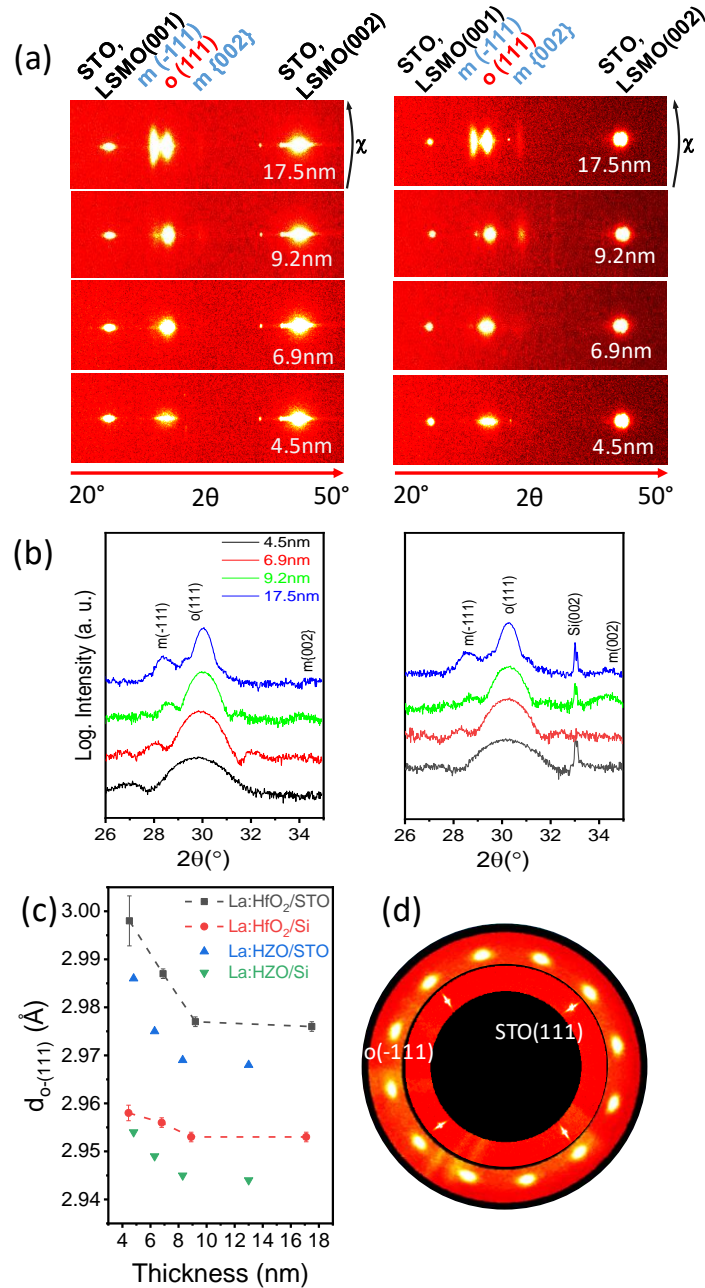 (a)
STO,
LSMO(001)
m (-111)
o (111)
m {002}
STO,
LSMO(002)
STO,
LSMO(001)
m (-111)
o (111)
m {002}
STO,
LSMO(002)
17.5nm
χ
17.5nm
χ
9.2nm
9.2nm
6.9nm
6.9nm
4.5nm
4.5nm
20° 2θ 50°
20° 2θ 50°
(b)
Log. Intensity (a. u.)
4.5nm
6.9nm
9.2nm
17.5nm
m(-111)
o(111)
m{002}
m(-111)
o(111)
Si(002)
m(002)
26 28 30 32 34
26 28 30 32 34
2θ(°)
2θ(°)
(c)
La:HfO2/STO
La:HfO2/Si
La:HZO/STO
La:HZO/Si
3.00
2.99
2.98
2.97
2.96
2.95
2.94
do-(111) (Å)
4 6 8 10 12 14 16 18
Thickness (nm)
(d)
STO(111)
o(-111)